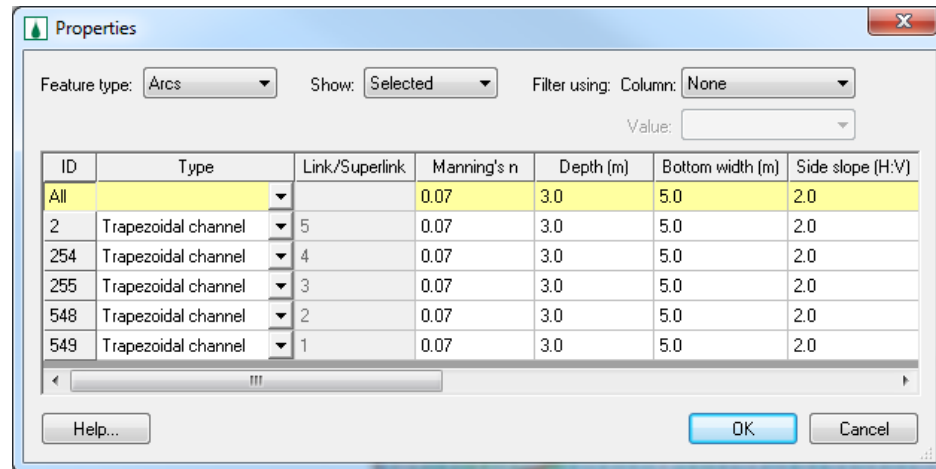 Properties
Feature type: Arcs Show: Selected Filter using: Column: None
Value:
ID Type Link/Superlink Manning's n Depth (m) Bottom width (m) Side slope (H:V)
All 0.07 3.0 5.0 2.0
2 Trapezoidal channel 5 0.07 3.0 5.0 2.0
254 Trapezoidal channel 4 0.07 3.0 5.0 2.0
255 Trapezoidal channel 3 0.07 3.0 5.0 2.0
548 Trapezoidal channel 2 0.07 3.0 5.0 2.0
549 Trapezoidal channel 1 0.07 3.0 5.0 2.0
Help... OK Cancel